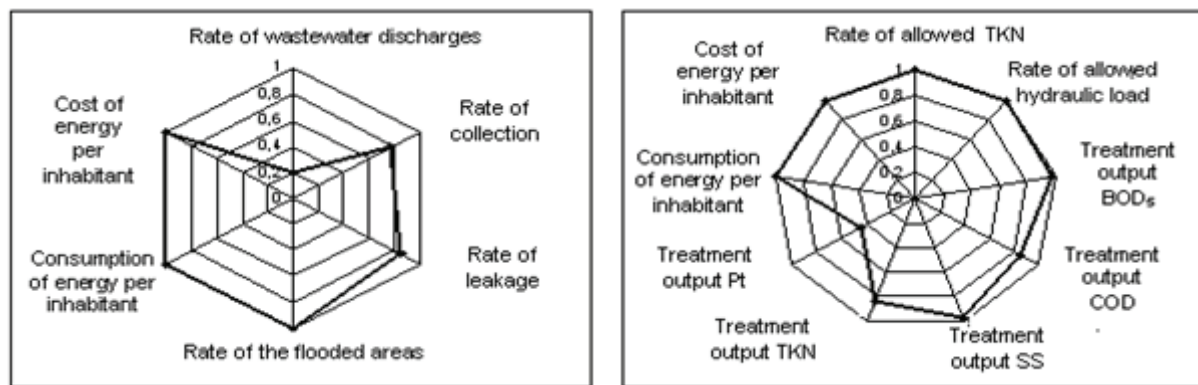 Rate of wastewater discharges
1
0,8
0,6
0,4
0,2
0
Rate of
collection
Rate of
leakage
Rate of the flooded areas
Consumption
of energy per
inhabitant
Cost of
energy
per
inhabitant
Rate of allowed TKN
1
0,8
0,6
0,4
0,2
0
Rate of allowed
hydraulic load
Treatment
output
BOD₅
Treatment
output
COD
Treatment
output SS
Treatment
output TKN
Treatment
output Pt
Consumption
of energy per
inhabitant
Cost of
energy per
inhabitant